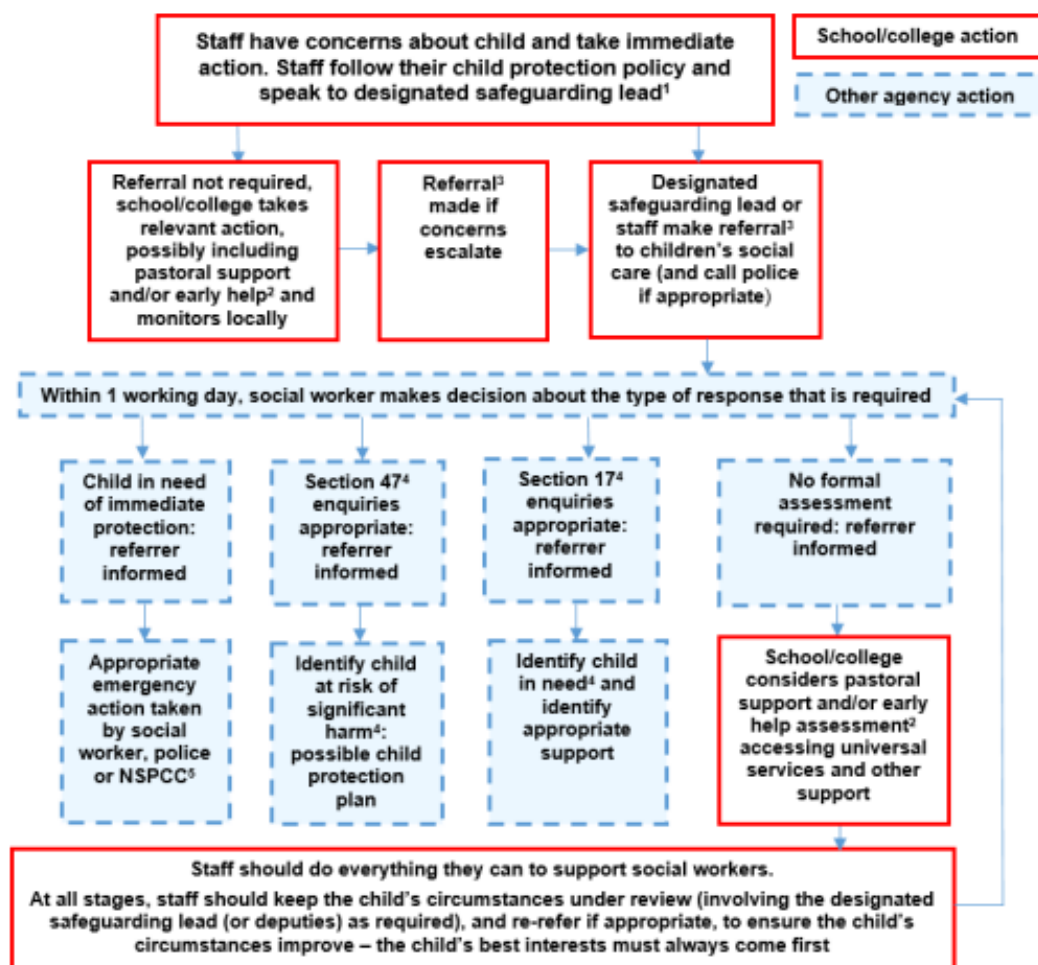 Staff have concerns about child and take immediate
action. Staff follow their child protection policy and
speak to designated safeguarding lead¹
School/college action
Other agency action
Referral not required,
school/college takes
relevant action,
possibly including
pastoral support
and/or early help² and
monitors locally
Referral³
made if
concerns
escalate
Designated
safeguarding lead or
staff make referral³
to children's social
care (and call police
if appropriate)
Within 1 working day, social worker makes decision about the type of response that is required
Child in need
of immediate
protection:
referrer
informed
Section 47⁴
enquiries
appropriate:
referrer
informed
Section 17⁴
enquiries
appropriate:
referrer
informed
No formal
assessment
required: referrer
informed
Appropriate
emergency
action taken
by social
worker, police
or NSPCC⁵
Identify child
at risk of
significant
harm⁴:
possible child
protection
plan
Identify child
in need⁴ and
identify
appropriate
support
School/college
considers pastoral
support and/or early
help assessment²
accessing universal
services and other
support
Staff should do everything they can to support social workers.
At all stages, staff should keep the child's circumstances under review (involving the designated
safeguarding lead (or deputies) as required), and re-refer if appropriate, to ensure the child's
circumstances improve – the child's best interests must always come first